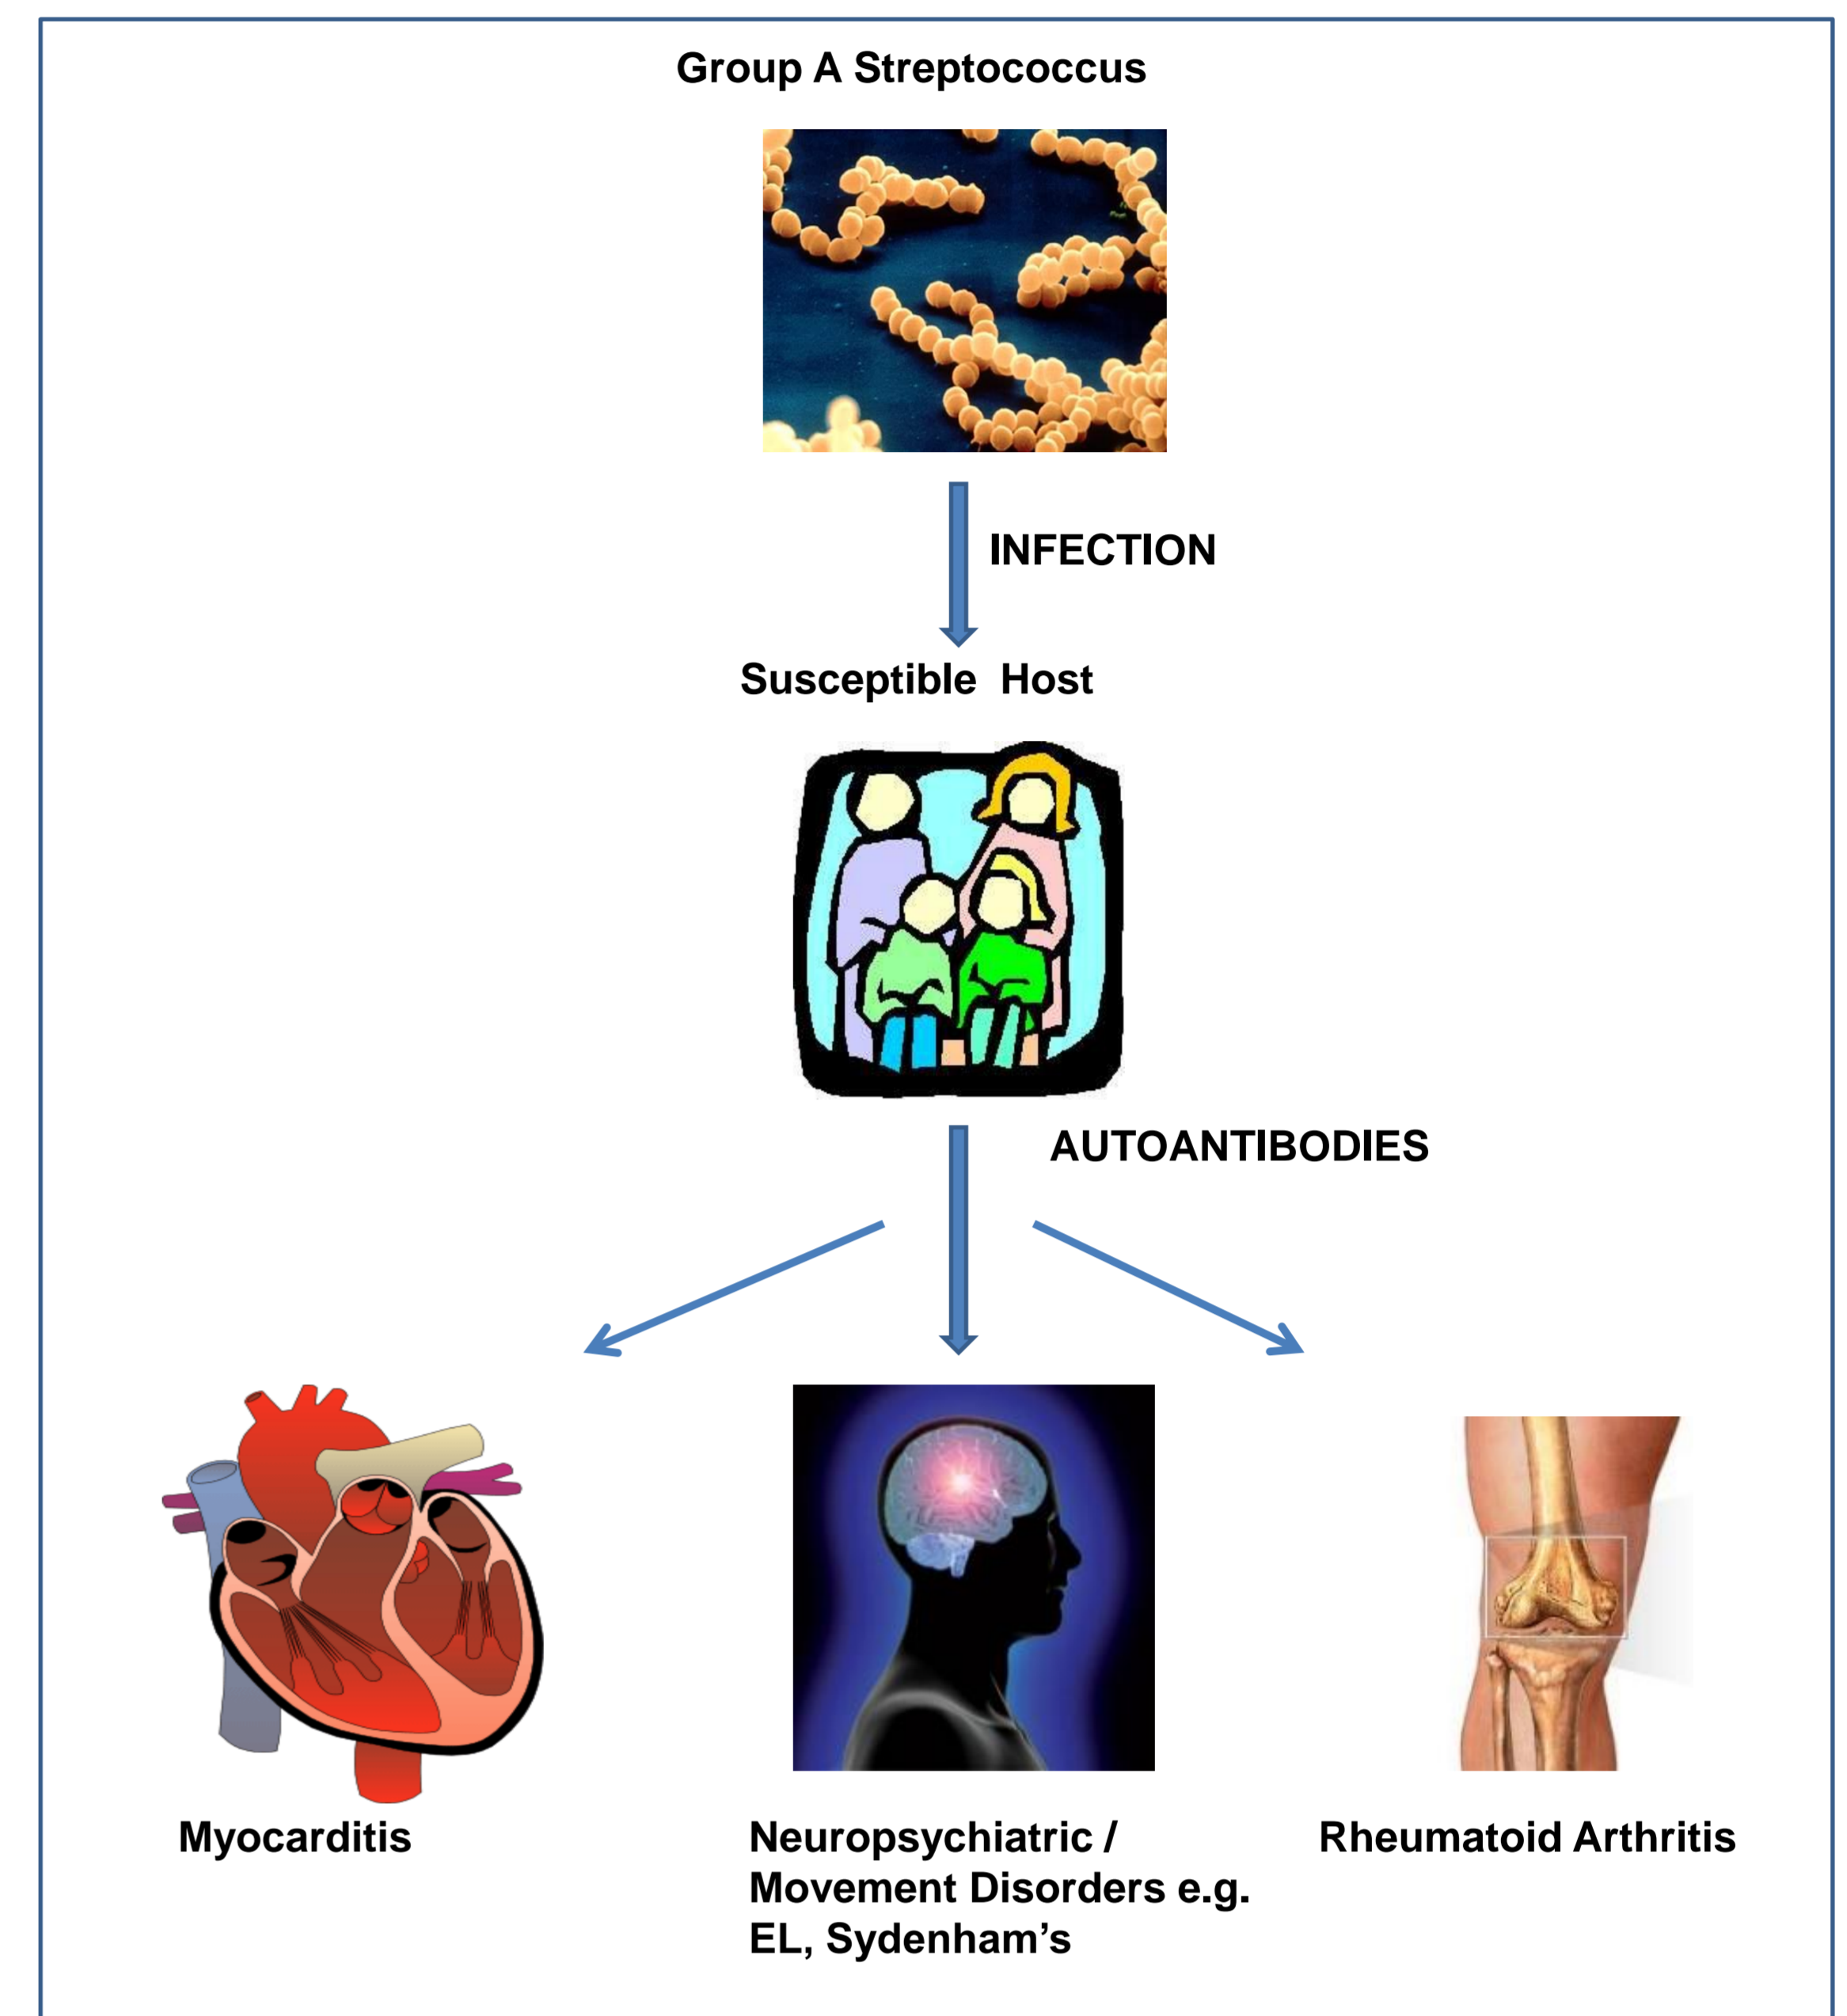 Group A Streptococcus
INFECTION
Susceptible Host
AUTOANTIBODIES
Myocarditis
Neuropsychiatric /
Movement Disorders e.g.
EL, Sydenham’s
Rheumatoid Arthritis